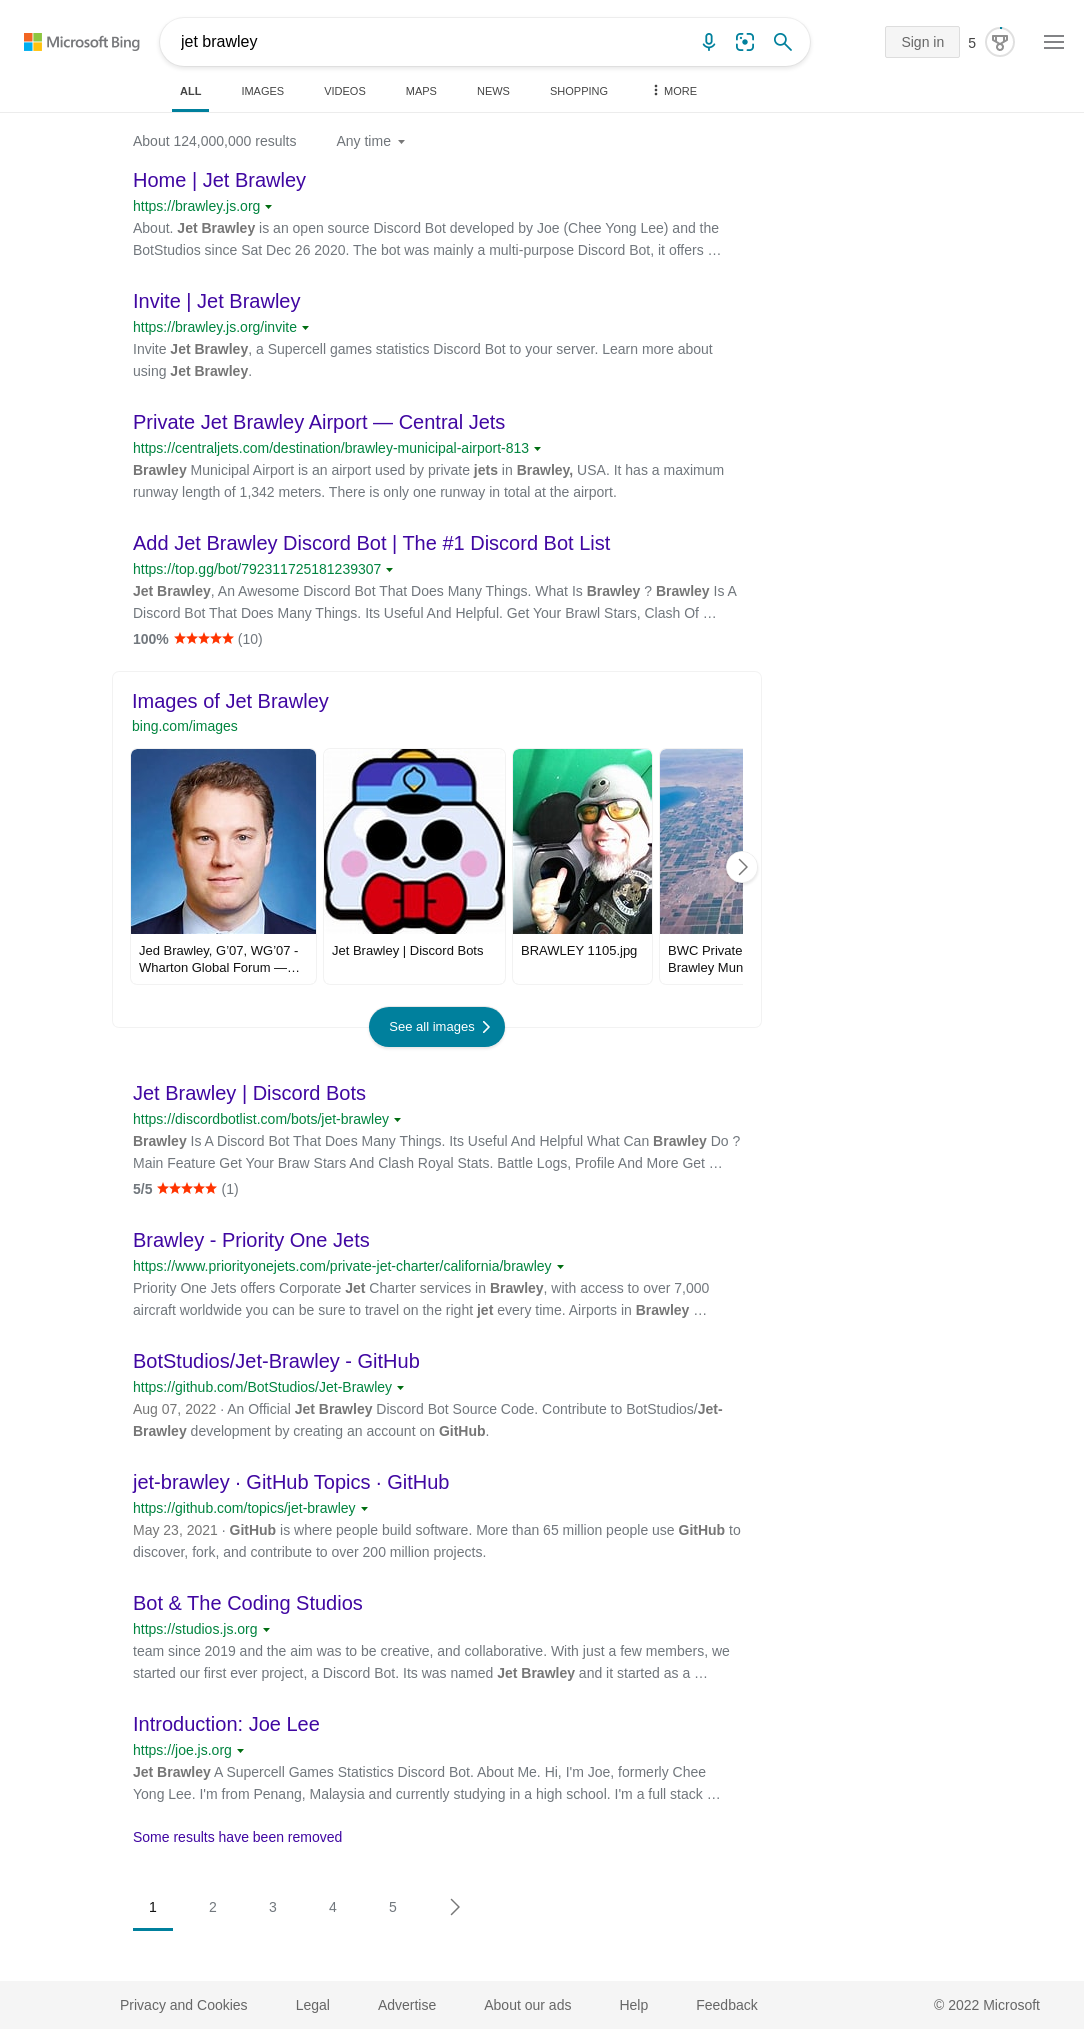 Microsoft Bing
jet brawley
Sign in
5
ALL IMAGES VIDEOS MAPS NEWS SHOPPING MORE
About 124,000,000 results Any time
Home | Jet Brawley
https://brawley.js.org
About. Jet Brawley is an open source Discord Bot developed by Joe (Chee Yong Lee) and the
BotStudios since Sat Dec 26 2020. The bot was mainly a multi-purpose Discord Bot, it offers …
Invite | Jet Brawley
https://brawley.js.org/invite
Invite Jet Brawley, a Supercell games statistics Discord Bot to your server. Learn more about
using Jet Brawley.
Private Jet Brawley Airport — Central Jets
https://centraljets.com/destination/brawley-municipal-airport-813
Brawley Municipal Airport is an airport used by private jets in Brawley, USA. It has a maximum
runway length of 1,342 meters. There is only one runway in total at the airport.
Add Jet Brawley Discord Bot | The #1 Discord Bot List
https://top.gg/bot/792311725181239307
Jet Brawley, An Awesome Discord Bot That Does Many Things. What Is Brawley ? Brawley Is A
Discord Bot That Does Many Things. Its Useful And Helpful. Get Your Brawl Stars, Clash Of …
100% ★★★★★ (10)
Images of Jet Brawley
bing.com/images
Jed Brawley, G’07, WG’07 -
Wharton Global Forum —…
Jet Brawley | Discord Bots
BRAWLEY 1105.jpg
BWC Private
Brawley Mun
See all images
Jet Brawley | Discord Bots
https://discordbotlist.com/bots/jet-brawley
Brawley Is A Discord Bot That Does Many Things. Its Useful And Helpful What Can Brawley Do ?
Main Feature Get Your Braw Stars And Clash Royal Stats. Battle Logs, Profile And More Get …
5/5 ★★★★★ (1)
Brawley - Priority One Jets
https://www.priorityonejets.com/private-jet-charter/california/brawley
Priority One Jets offers Corporate Jet Charter services in Brawley, with access to over 7,000
aircraft worldwide you can be sure to travel on the right jet every time. Airports in Brawley …
BotStudios/Jet-Brawley - GitHub
https://github.com/BotStudios/Jet-Brawley
Aug 07, 2022 · An Official Jet Brawley Discord Bot Source Code. Contribute to BotStudios/Jet-
Brawley development by creating an account on GitHub.
jet-brawley · GitHub Topics · GitHub
https://github.com/topics/jet-brawley
May 23, 2021 · GitHub is where people build software. More than 65 million people use GitHub to
discover, fork, and contribute to over 200 million projects.
Bot & The Coding Studios
https://studios.js.org
team since 2019 and the aim was to be creative, and collaborative. With just a few members, we
started our first ever project, a Discord Bot. Its was named Jet Brawley and it started as a …
Introduction: Joe Lee
https://joe.js.org
Jet Brawley A Supercell Games Statistics Discord Bot. About Me. Hi, I'm Joe, formerly Chee
Yong Lee. I'm from Penang, Malaysia and currently studying in a high school. I'm a full stack …
Some results have been removed
1 2 3 4 5
Privacy and Cookies Legal Advertise About our ads Help Feedback © 2022 Microsoft